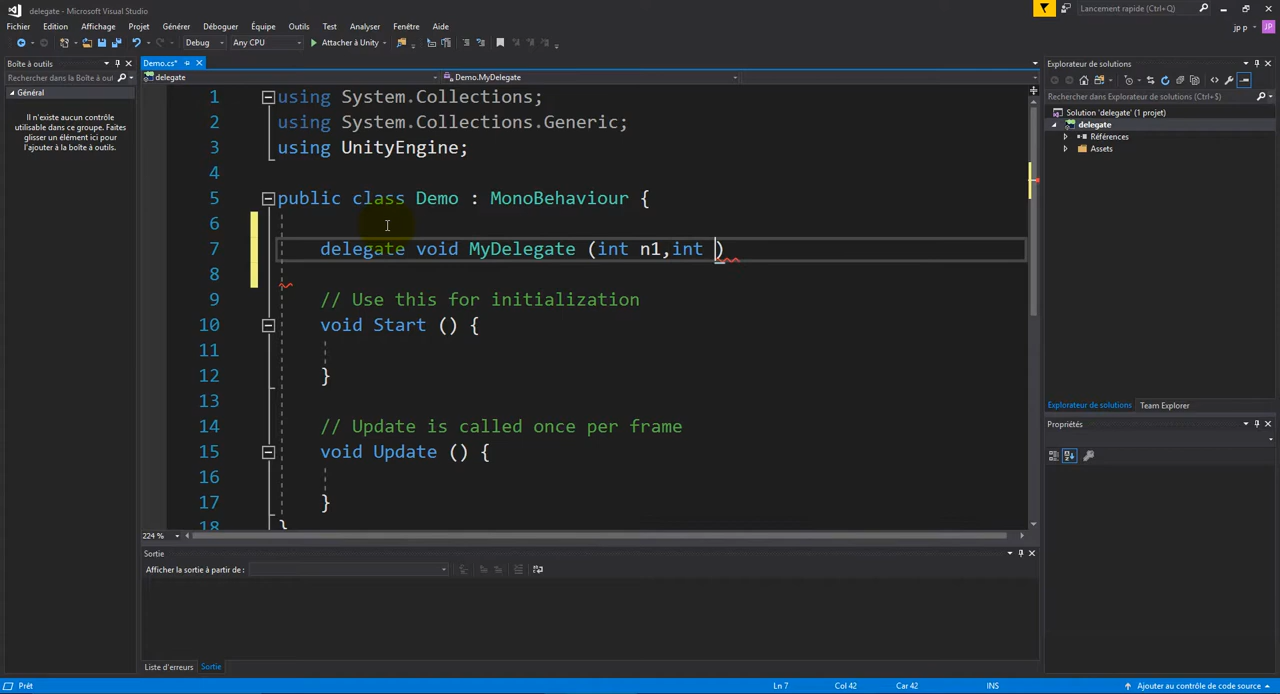 delegate - Microsoft Visual Studio
Lancement rapide (Ctrl+Q)
Fichier Edition Affichage Projet Générer Déboguer Équipe Outils Test Analyser Fenêtre Aide
jp p JP
Debug Any CPU Attacher à Unity
Boîte à outils
Rechercher dans la Boîte à outils
Général
Il n'existe aucun contrôle
utilisable dans ce groupe. Faites
glisser un élément ici pour
l'ajouter à la boîte à outils.
Demo.cs*
delegate Demo.MyDelegate
1 using System.Collections;
2 using System.Collections.Generic;
3 using UnityEngine;
4
5 public class Demo : MonoBehaviour {
6
7 delegate void MyDelegate (int n1,int )
8
9 // Use this for initialization
10 void Start () {
11
12 }
13
14 // Update is called once per frame
15 void Update () {
16
17 }
18 }
224 %
Sortie
Afficher la sortie à partir de :
Liste d'erreurs Sortie
Explorateur de solutions
Rechercher dans Explorateur de solutions (Ctrl+$)
Solution 'delegate' (1 projet)
delegate
Références
Assets
Explorateur de solutions Team Explorer
Propriétés
Prêt Ln 7 Col 42 Car 42 INS Ajouter au contrôle de code source